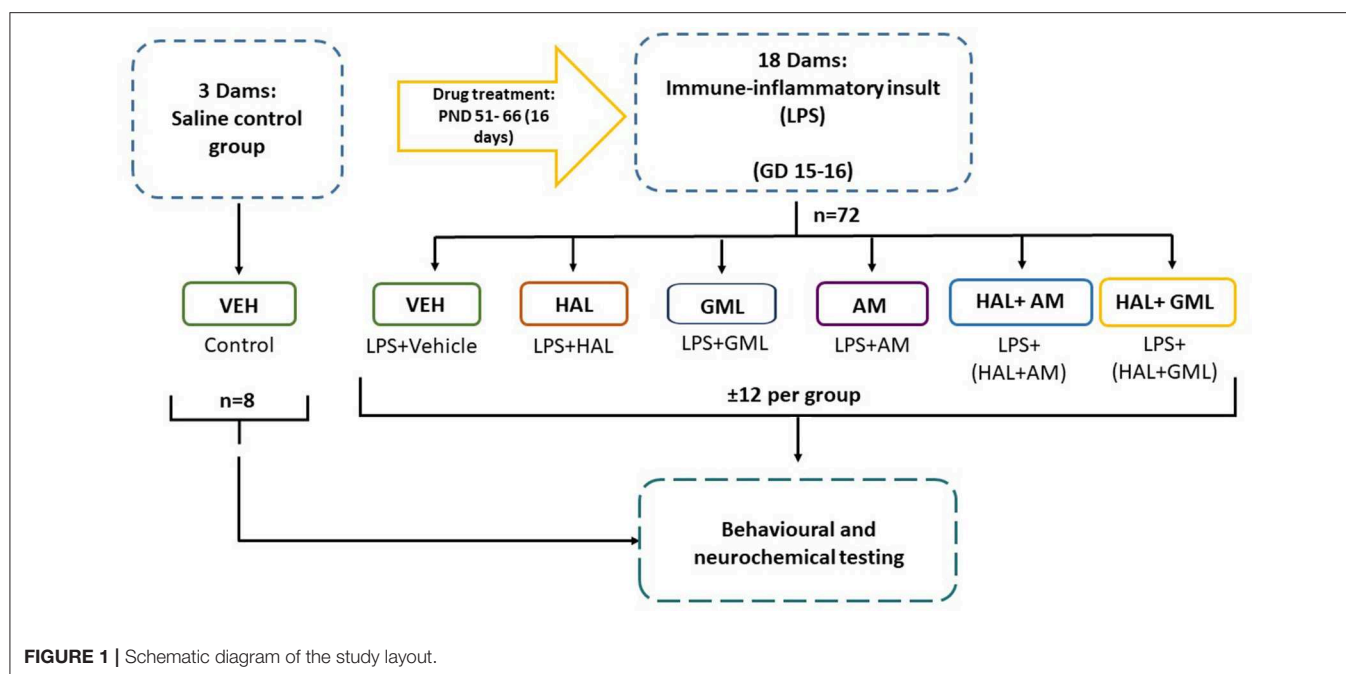 3 Dams:
Saline control
group
Drug treatment:
PND 51- 66 (16
days)
18 Dams:
Immune-inflammatory insult
(LPS)
(GD 15-16)
n=72
VEH
VEH
HAL
GML
AM
HAL+ AM
HAL+ GML
Control
LPS+Vehicle
LPS+HAL
LPS+GML
LPS+AM
LPS+
(HAL+AM)
LPS+
(HAL+GML)
n=8
±12 per group
Behavioural and
neurochemical testing
FIGURE 1 | Schematic diagram of the study layout.